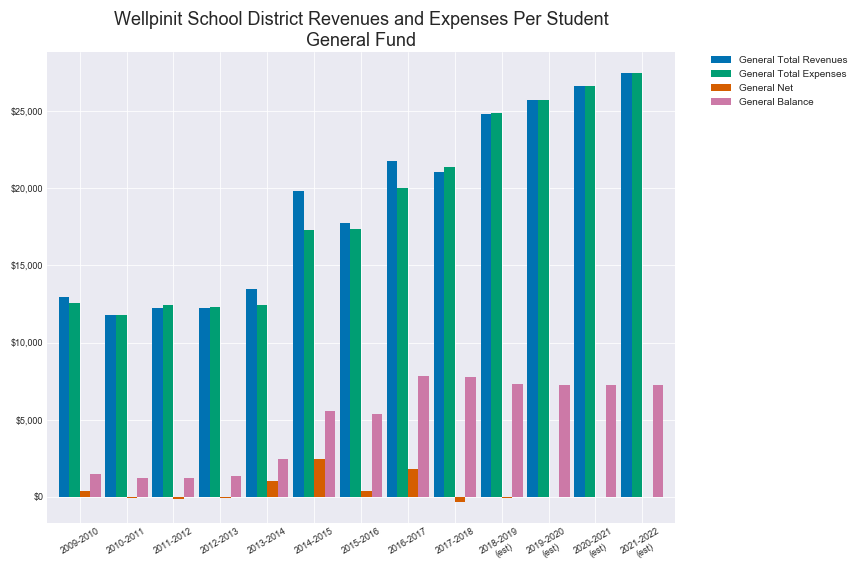 Wellpinit School District Revenues and Expenses Per Student
General Fund
General Total Revenues
General Total Expenses
General Net
General Balance
$25,000
$20,000
$15,000
$10,000
$5,000
$0
2009-2010
2010-2011
2011-2012
2012-2013
2013-2014
2014-2015
2015-2016
2016-2017
2017-2018
2018-2019
(est)
2019-2020
(est)
2020-2021
(est)
2021-2022
(est)